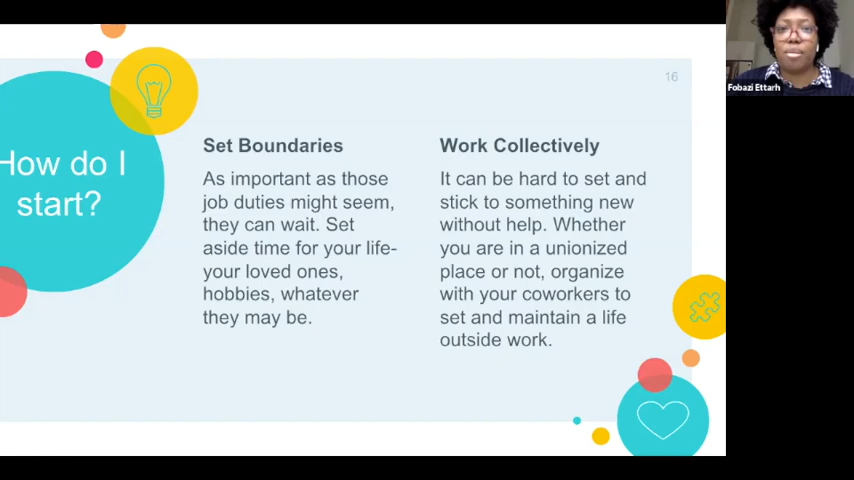 16
How do I
start?
Set Boundaries
As important as those
job duties might seem,
they can wait. Set
aside time for your life-
your loved ones,
hobbies, whatever
they may be.
Work Collectively
It can be hard to set and
stick to something new
without help. Whether
you are in a unionized
place or not, organize
with your coworkers to
set and maintain a life
outside work.
Fobazi Ettarh